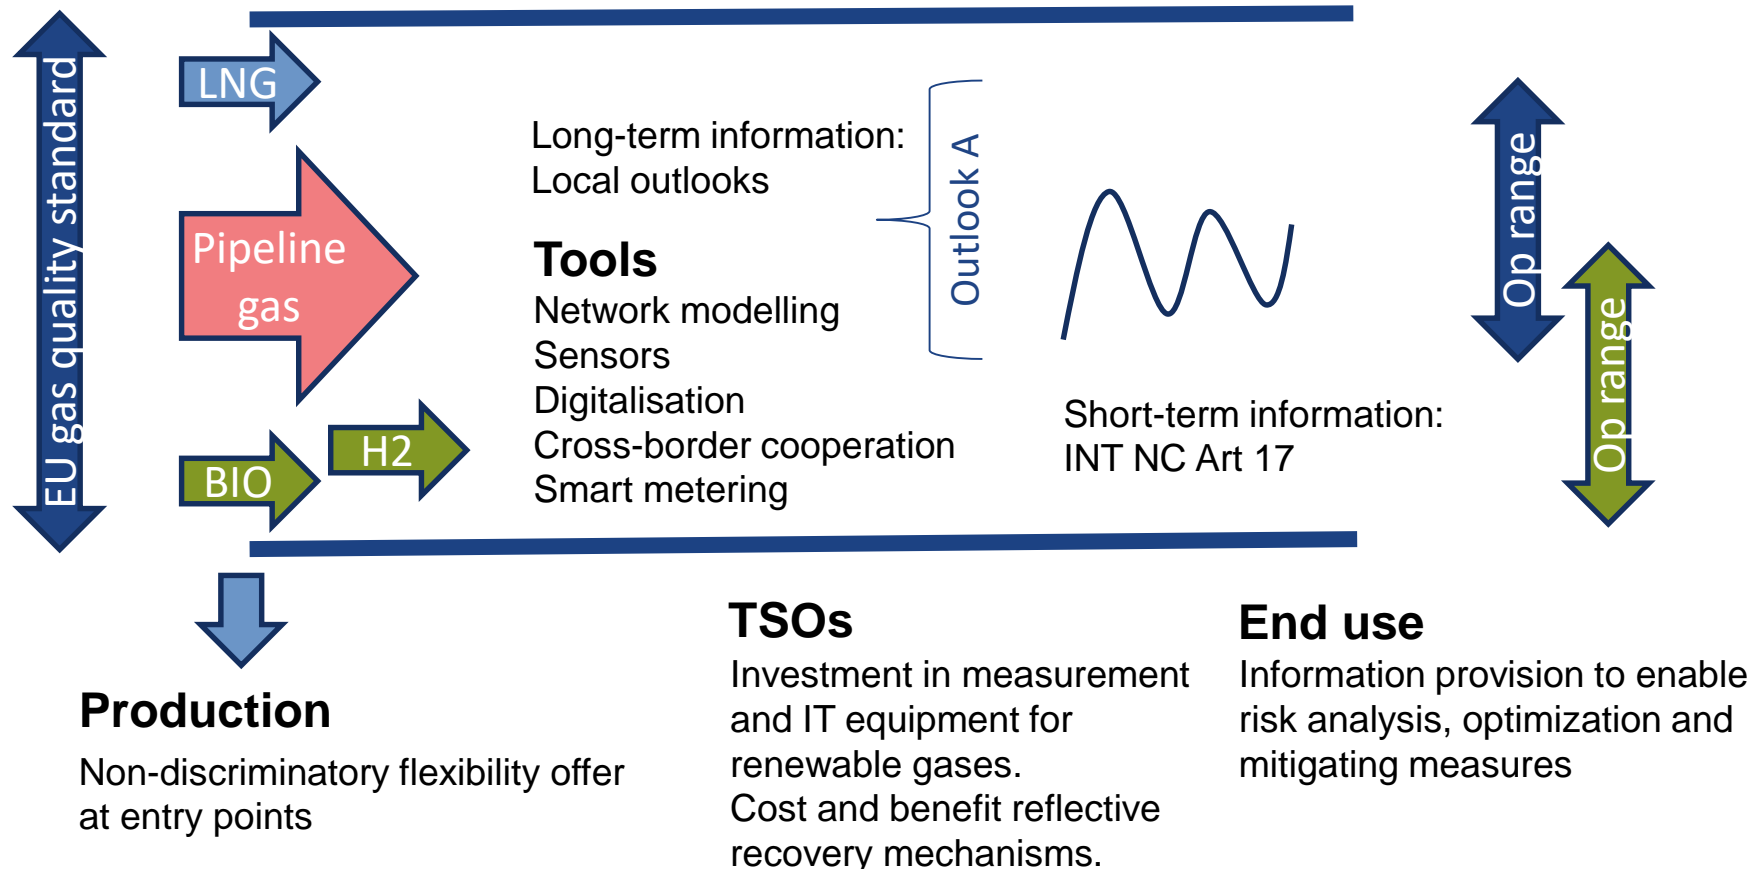 EU gas quality standard
LNG
Pipeline
gas
BIO
H2
Long-term information:
Local outlooks
Tools
Network modelling
Sensors
Digitalisation
Cross-border cooperation
Smart metering
Outlook A
Short-term information:
INT NC Art 17
Op range
Op range
Production
Non-discriminatory flexibility offer
at entry points
TSOs
Investment in measurement
and IT equipment for
renewable gases.
Cost and benefit reflective
recovery mechanisms.
End use
Information provision to enable
risk analysis, optimization and
mitigating measures